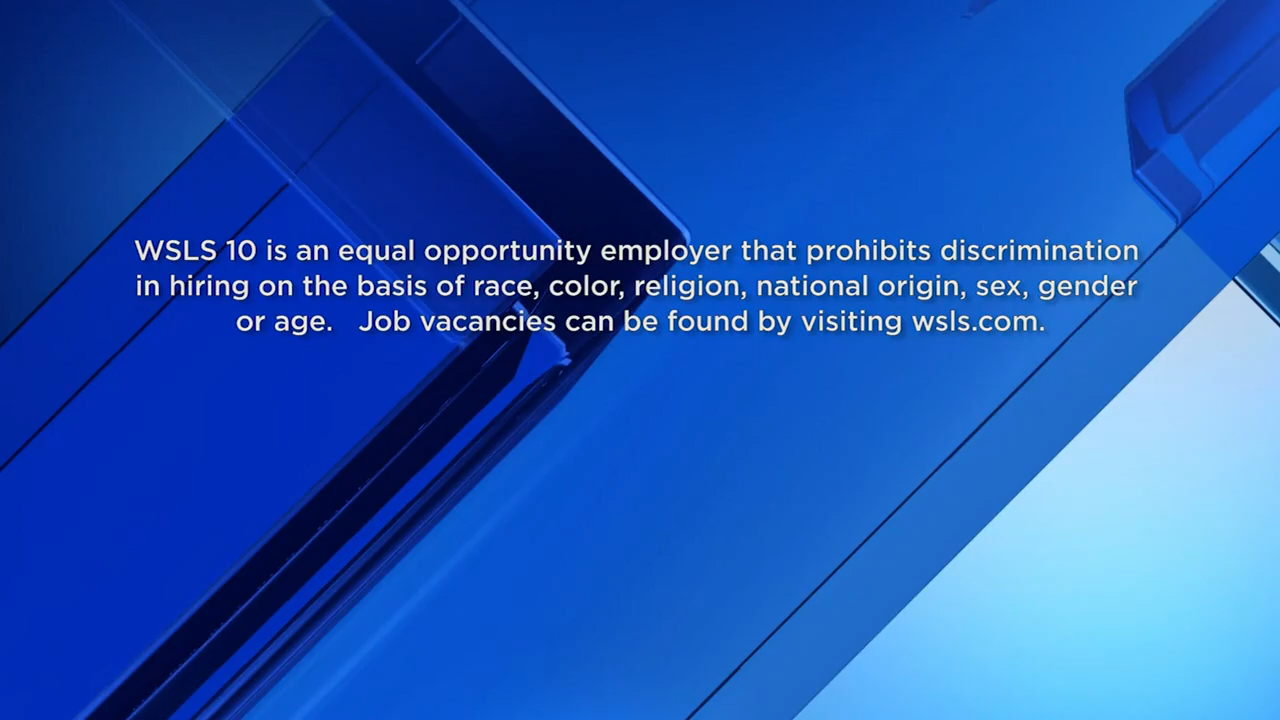 WSLS 10 is an equal opportunity employer that prohibits discrimination
in hiring on the basis of race, color, religion, national origin, sex, gender
or age.   Job vacancies can be found by visiting wsls.com.